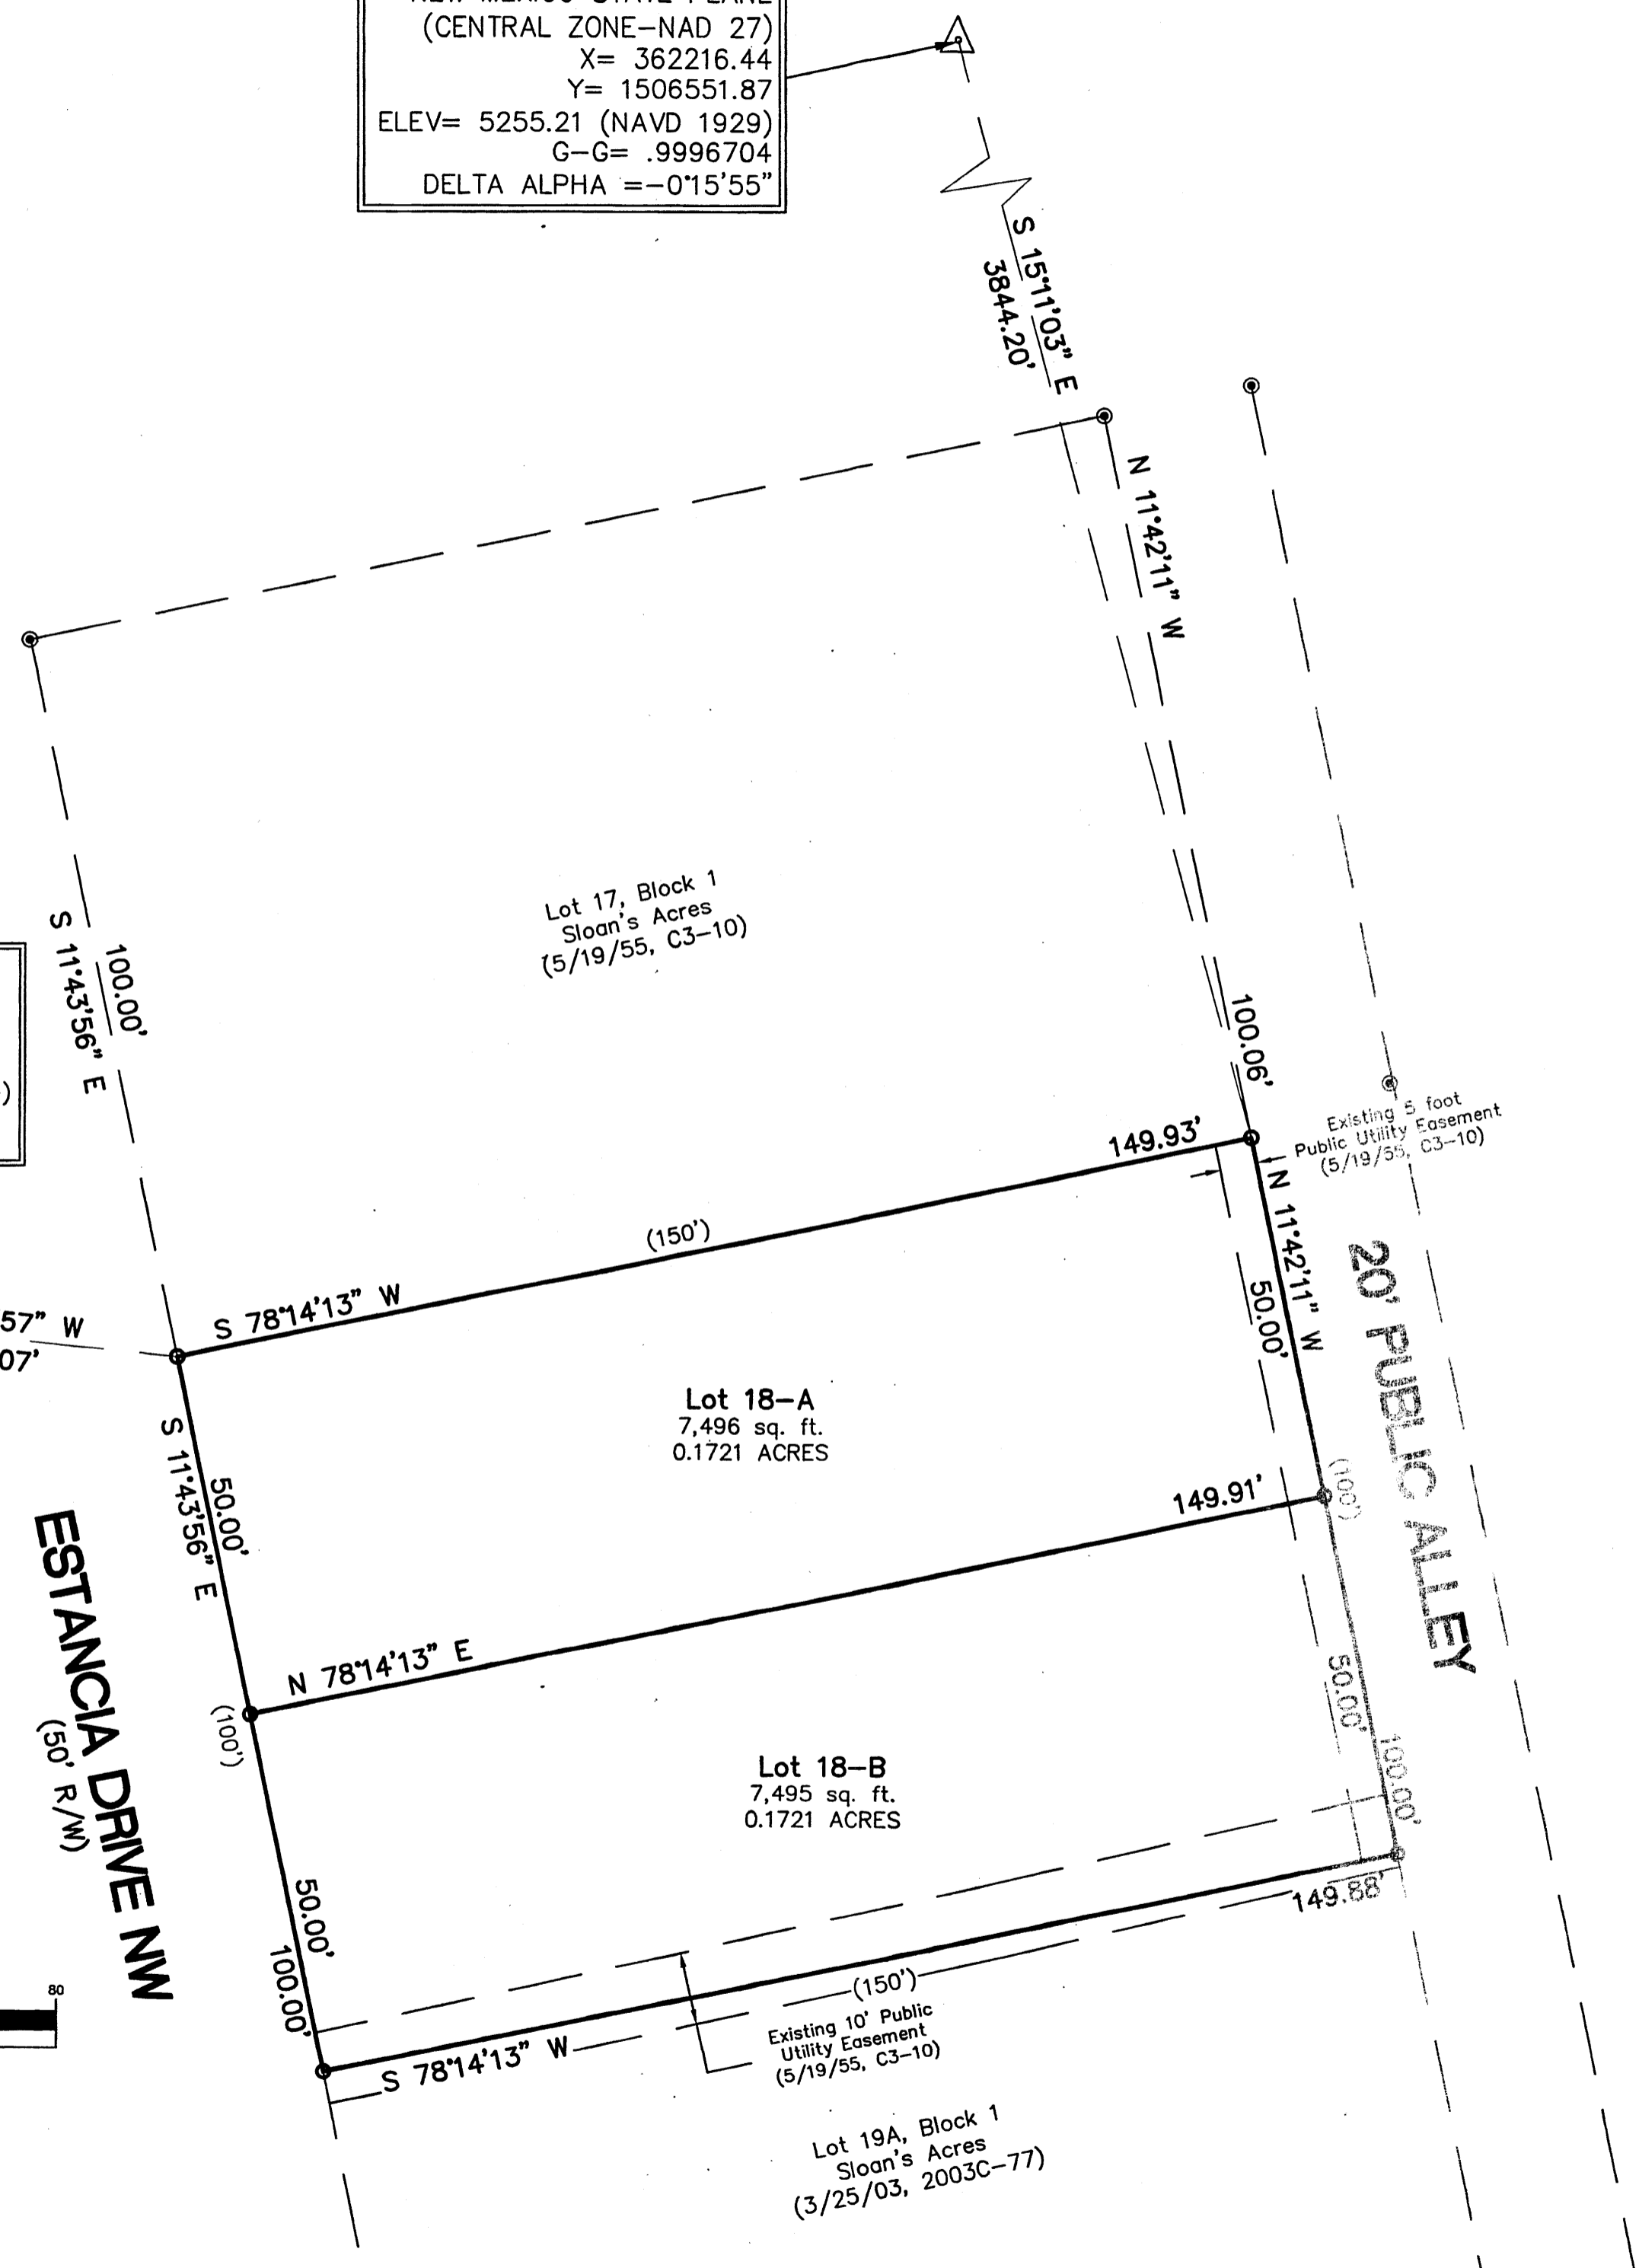 (CENTRAL ZONE–NAD 27)
X= 362216.44
Y= 1506551.87
ELEV= 5255.21 (NAVD 1929)
G–G= .9996704
DELTA ALPHA =–0°15'55"
S 15°11'03" E
3844.20'
N 11°42'11" W
100.06'
S 11°43'56" E
100.00'
)
Lot 17, Block 1
Sloan's Acres
(5/19/55, C3–10)
Existing 5 foot
Public Utility Easement
(5/19/55, C3–10)
149.93'
(150')
S 78°14'13" W
57" W
07'
N 11°42'11" W
50.00'
20' PUBLIC ALLEY
Lot 18–A
7,496 sq. ft.
0.1721 ACRES
S 11°43'56" E
50.00'
149.91'
(100')
N 78°14'13" E
(100')
ESTANCIA DRIVE NW
(50' R/W)
50.00'
100.00'
Lot 18–B
7,495 sq. ft.
0.1721 ACRES
50.00'
100.00'
149.88'
(150')
S 78°14'13" W
Existing 10' Public
Utility Easement
(5/19/55, C3–10)
80
Lot 19A, Block 1
Sloan's Acres
(3/25/03, 2003C–77)